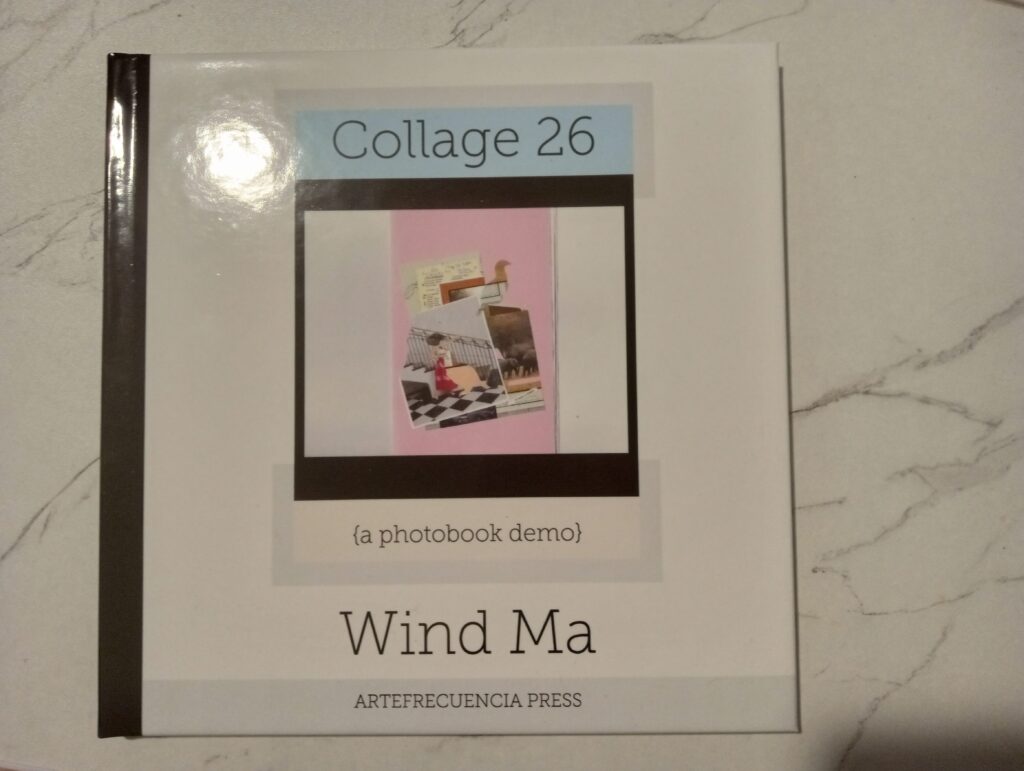 Collage 26
{a photobook demo}
Wind Ma
ARTEFRECUENCIA PRESS